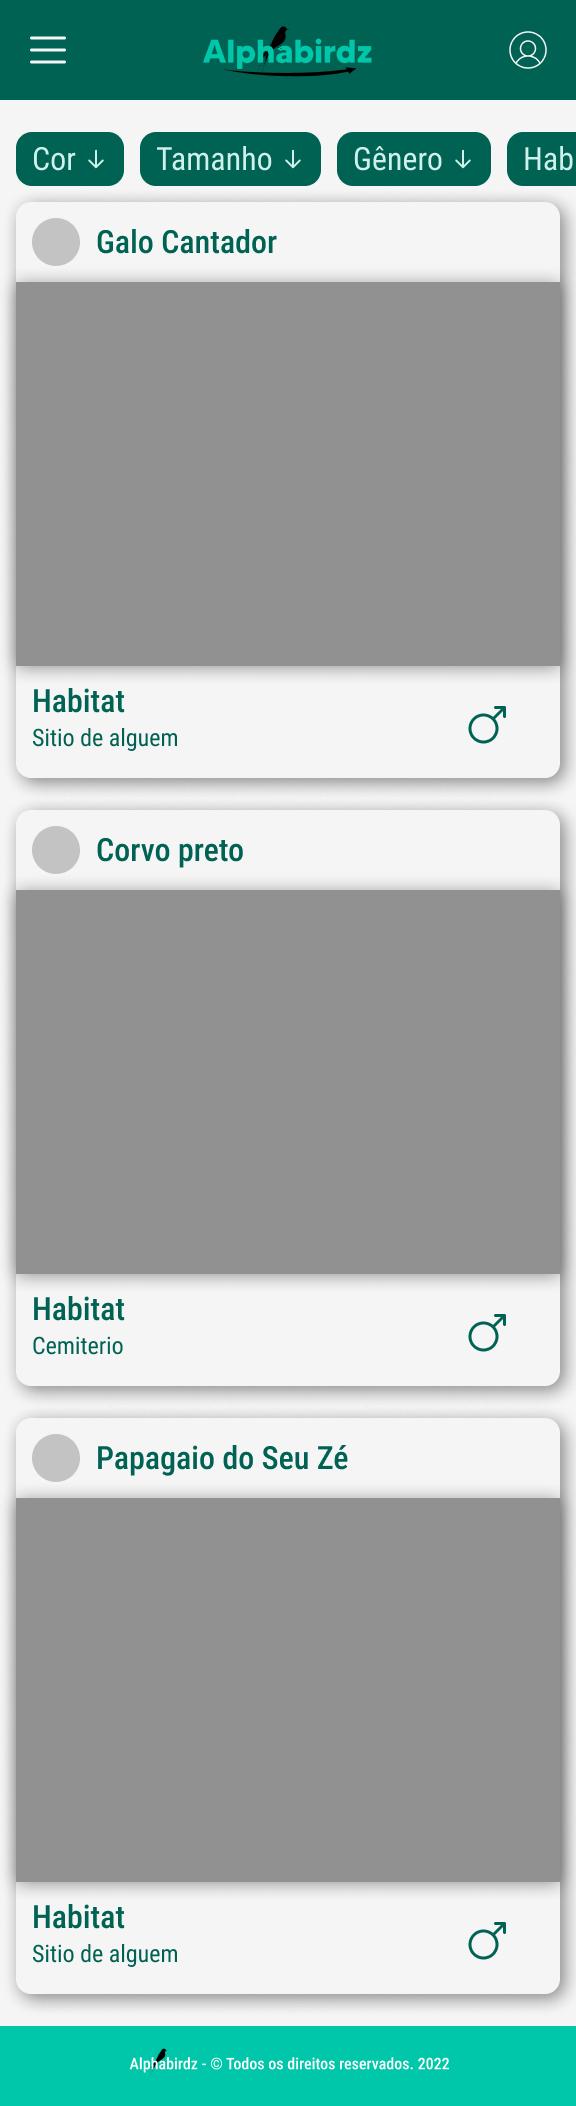 Alphabirdz
Cor ↓ Tamanho ↓ Gênero ↓ Hab
Galo Cantador
Habitat
Sitio de alguem
Corvo preto
Habitat
Cemiterio
Papagaio do Seu Zé
Habitat
Sitio de alguem
Alphabirdz - © Todos os direitos reservados. 2022